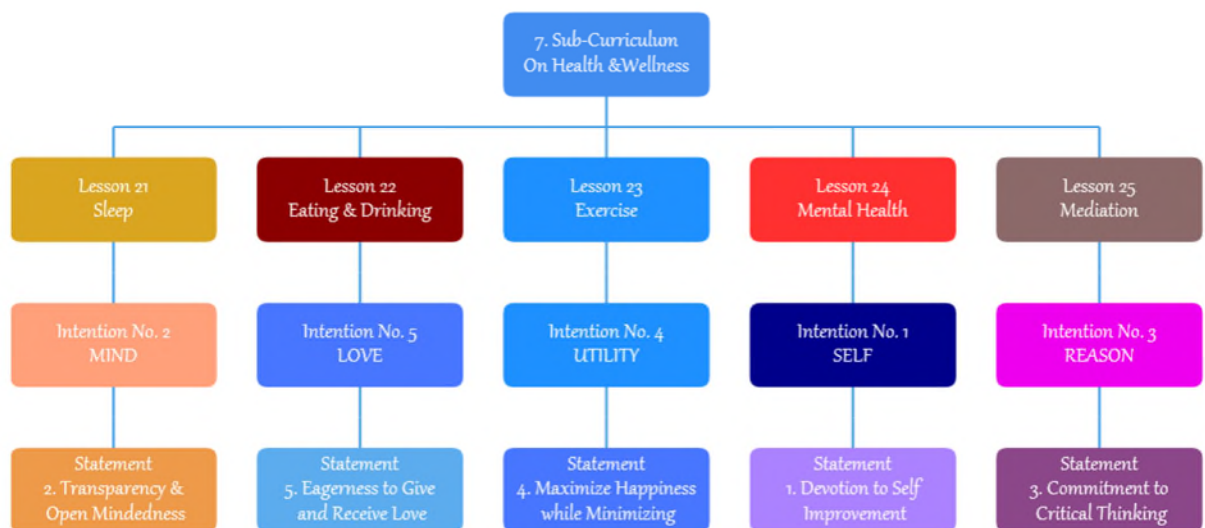 7. Sub-Curriculum
On Health &Wellness
Lesson 21
Sleep
Lesson 22
Eating & Drinking
Lesson 23
Exercise
Lesson 24
Mental Health
Lesson 25
Mediation
Intention No. 2
MIND
Intention No. 5
LOVE
Intention No. 4
UTILITY
Intention No. 1
SELF
Intention No. 3
REASON
Statement
2. Transparency &
Open Mindedness
Statement
5. Eagerness to Give
and Receive Love
Statement
4. Maximize Happiness
while Minimizing
Statement
1. Devotion to Self
Improvement
Statement
3. Commitment to
Critical Thinking